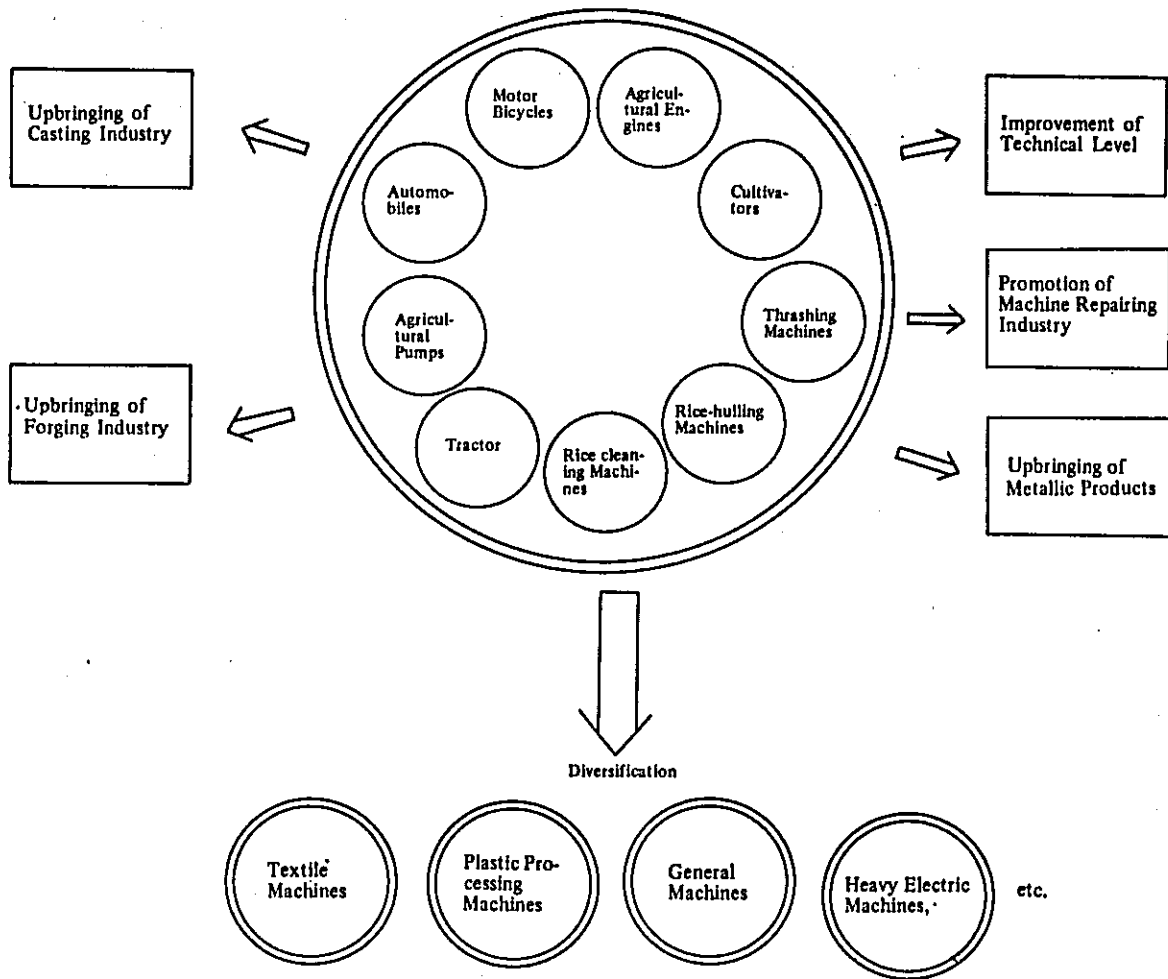 Upbringing of
Casting Industry
Motor
Bicycles
Agricul-
tural En-
gines
Improvement of
Technical Level
Automo-
biles
Cultiva-
tors
Agricul-
tural
Pumps
Thrashing
Machines
Promotion of
Machine Repairing
Industry
Upbringing of
Forging Industry
Tractor
Rice clean-
ing Machi-
nes
Rice-hulling
Machines
Upbringing of
Metallic Products
Diversification
Textile
Machines
Plastic Pro-
cessing
Machines
General
Machines
Heavy Electric
Machines,
etc.